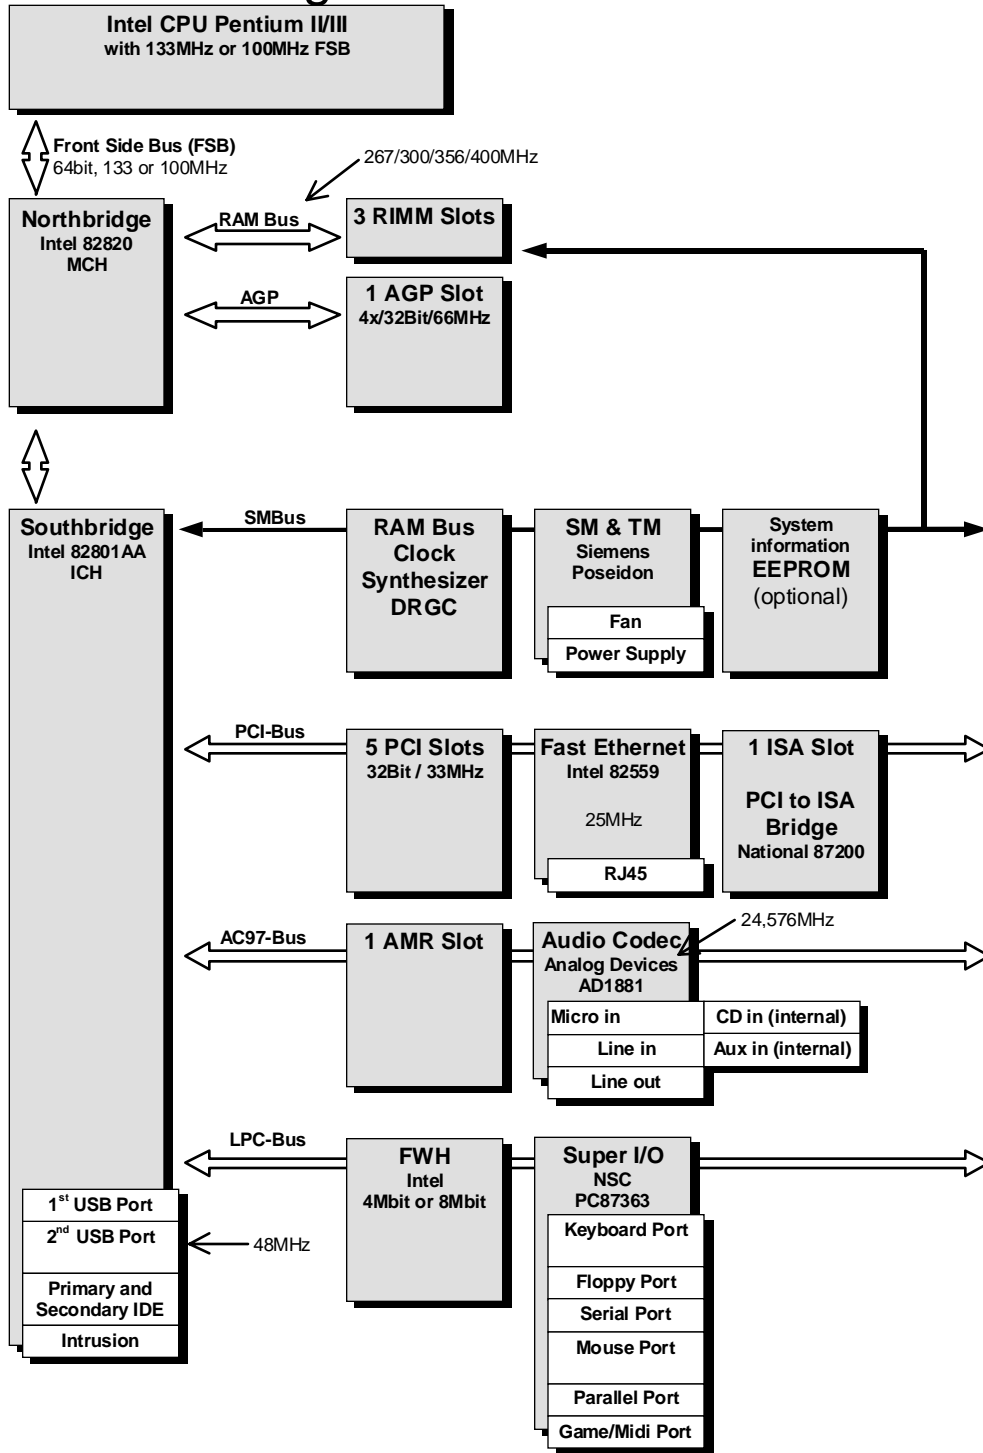 Intel CPU Pentium II/III
with 133MHz or 100MHz FSB
Front Side Bus (FSB)
64bit, 133 or 100MHz
267/300/356/400MHz
Northbridge
Intel 82820
MCH
RAM Bus
3 RIMM Slots
AGP
1 AGP Slot
4x/32Bit/66MHz
Southbridge
Intel 82801AA
ICH
SMBus
RAM Bus
Clock
Synthesizer
DRGC
SM & TM
Siemens
Poseidon
Fan
Power Supply
System
information
EEPROM
(optional)
PCI-Bus
5 PCI Slots
32Bit / 33MHz
Fast Ethernet
Intel 82559
25MHz
RJ45
1 ISA Slot
PCI to ISA
Bridge
National 87200
AC97-Bus
1 AMR Slot
Audio Codec
Analog Devices
AD1881
24,576MHz
Micro in
Line in
Line out
CD in (internal)
Aux in (internal)
LPC-Bus
FWH
Intel
4Mbit or 8Mbit
Super I/O
NSC
PC87363
Keyboard Port
Floppy Port
Serial Port
Mouse Port
Parallel Port
Game/Midi Port
1st USB Port
2nd USB Port
48MHz
Primary and
Secondary IDE
Intrusion